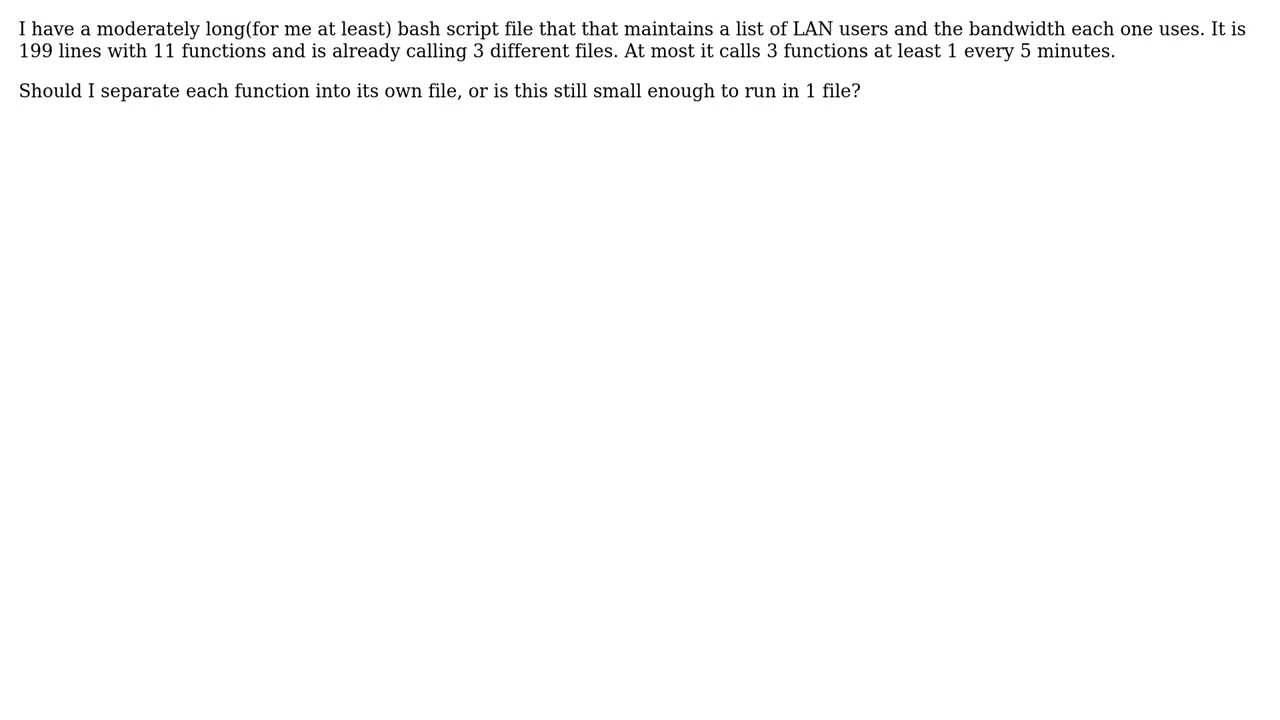 I have a moderately long(for me at least) bash script file that that maintains a list of LAN users and the bandwidth each one uses. It is
199 lines with 11 functions and is already calling 3 different files. At most it calls 3 functions at least 1 every 5 minutes.
Should I separate each function into its own file, or is this still small enough to run in 1 file?